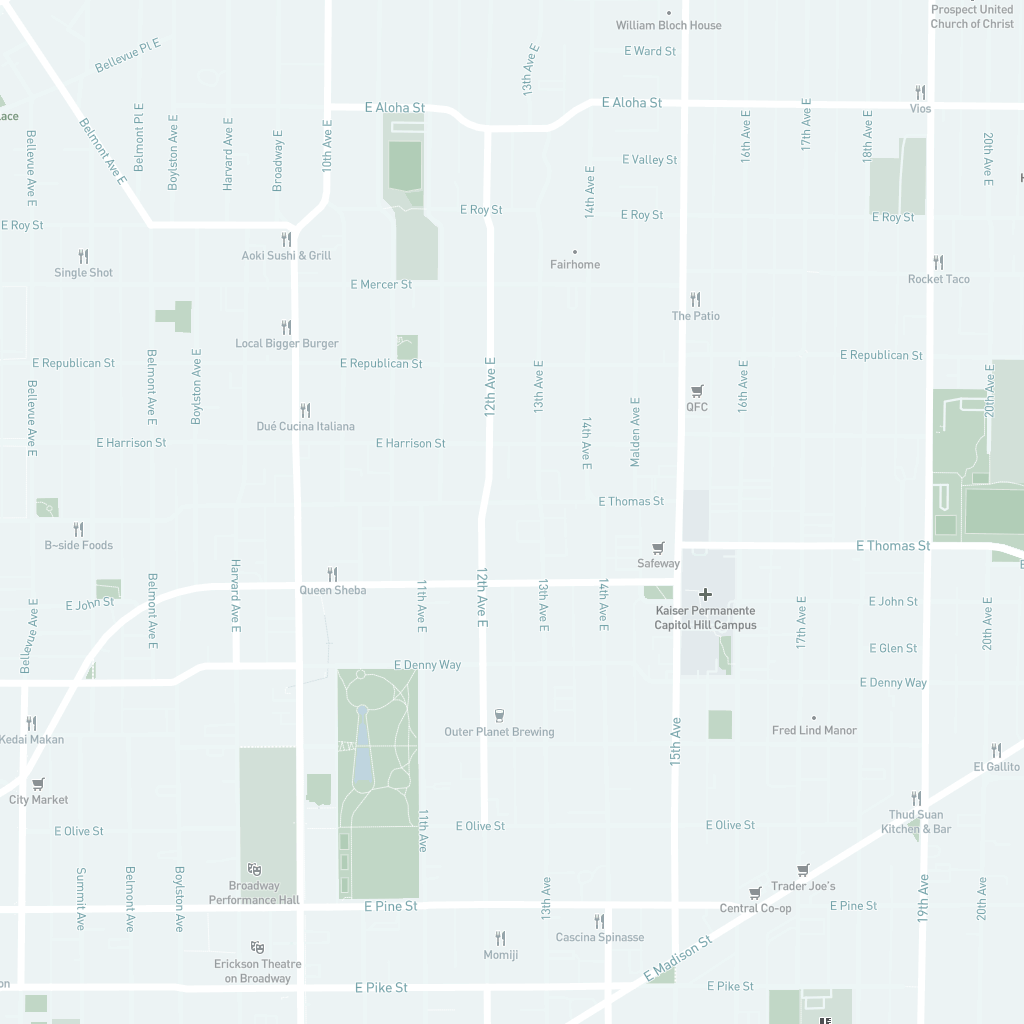 Prospect United
Church of Christ
William Bloch House
E Ward St
Bellevue Pl E
13th Ave E
Vios
E Aloha St
E Aloha St
lace
Bellevue Ave E
Belmont Ave E
Belmont Pl E
Boylston Ave E
Harvard Ave E
Broadway E
10th Ave E
16th Ave E
17th Ave E
18th Ave E
20th Ave E
E Valley St
14th Ave E
E Roy St
E Roy St
E Roy St
E Roy St
Aoki Sushi & Grill
Single Shot
Fairhome
Rocket Taco
E Mercer St
The Patio
Local Bigger Burger
E Republican St
E Republican St
E Republican St
Bellevue Ave E
Belmont Ave E
Boylston Ave E
12th Ave E
13th Ave E
16th Ave E
20th Ave E
QFC
Dué Cucina Italiana
14th Ave E
Malden Ave E
E Harrison St
E Harrison St
E Thomas St
B~side Foods
E Thomas St
Safeway
Queen Sheba
Harvard Ave E
Belmont Ave E
Bellevue Ave E
E John St
11th Ave E
12th Ave E
13th Ave E
14th Ave E
Kaiser Permanente
Capitol Hill Campus
17th Ave E
E John St
20th Ave E
E Glen St
E Denny Way
E Denny Way
Outer Planet Brewing
15th Ave
Fred Lind Manor
Kedai Makan
El Gallito
City Market
Thud Suan
Kitchen & Bar
E Olive St
11th Ave
E Olive St
E Olive St
Summit Ave
Belmont Ave
Boylston Ave
Broadway
Performance Hall
Trader Joe's
13th Ave
19th Ave
20th Ave
E Pine St
Central Co-op
E Pine St
Cascina Spinasse
Momiji
Erickson Theatre
on Broadway
E Madison St
on
E Pike St
E Pike St